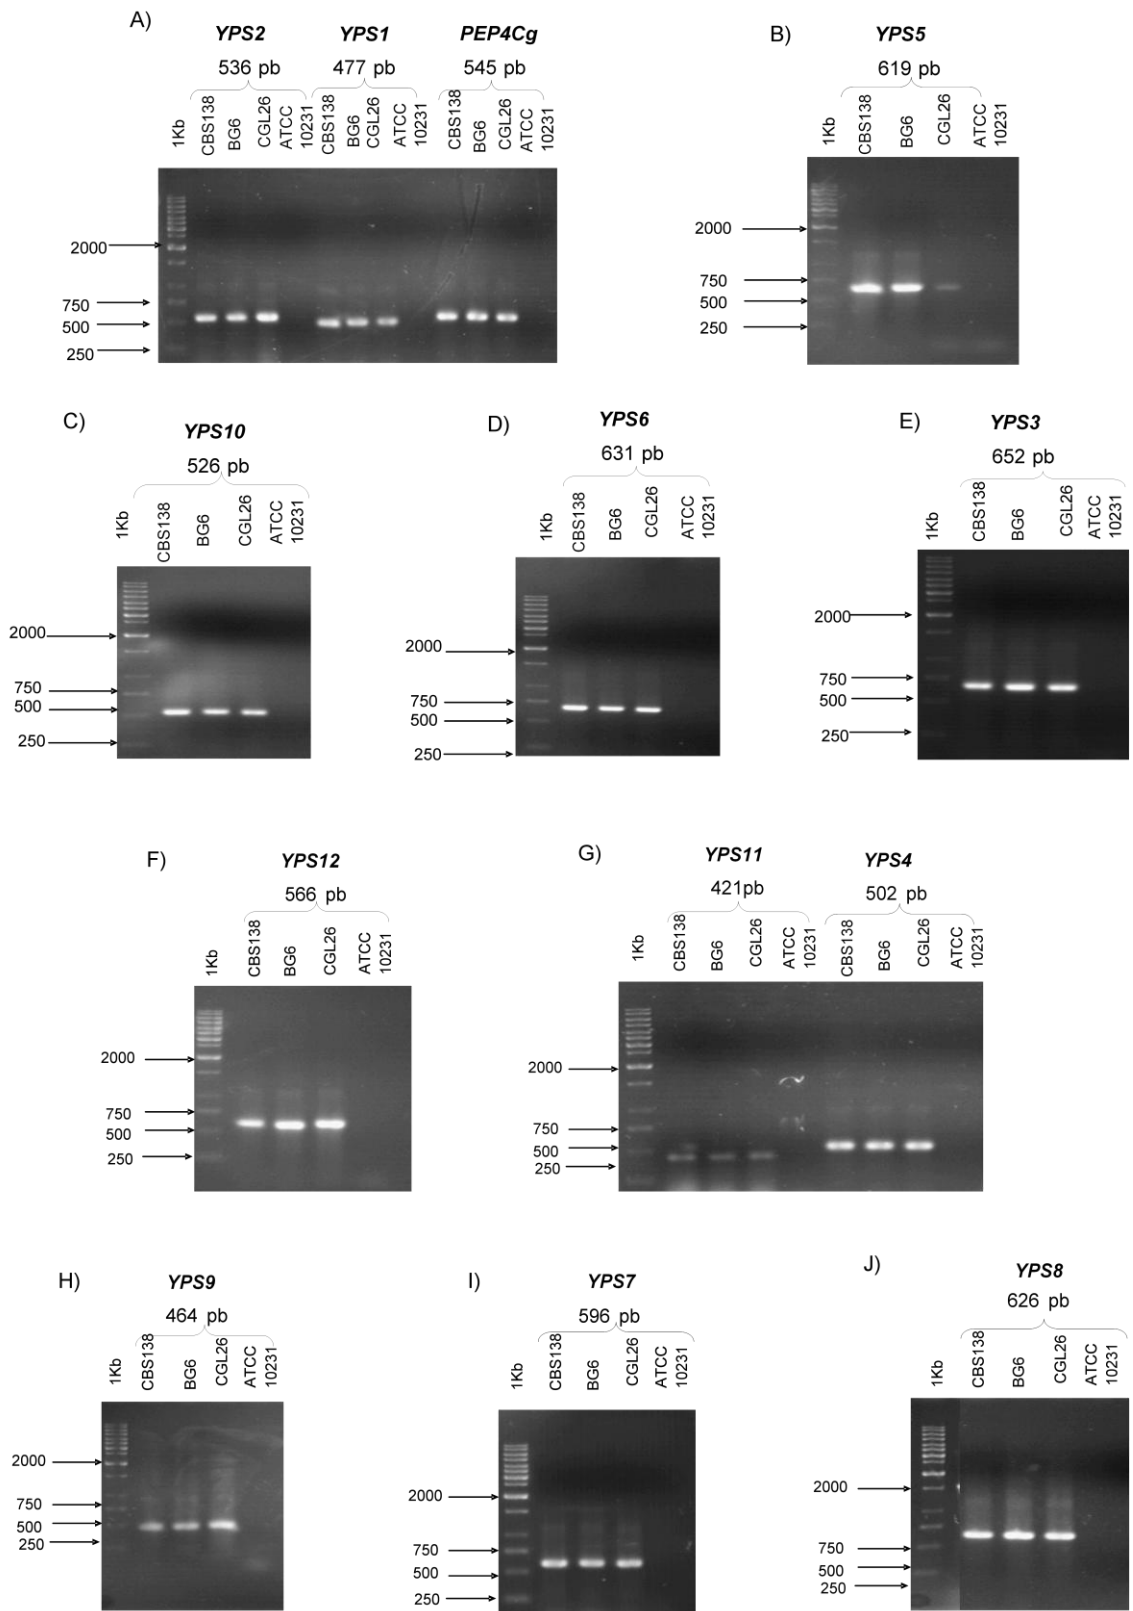 A)
YPS2 YPS1 PEP4Cg
536 pb 477 pb 545 pb
1Kb CBS138 BG6 CGL26 ATCC 10231 CBS138 BG6 CGL26 ATCC 10231 CBS138 BG6 CGL26 ATCC 10231
2000
750
500
250
B)
YPS5
619 pb
1Kb CBS138 BG6 CGL26 ATCC 10231
2000
750
500
250
C)
YPS10
526 pb
1Kb CBS138 BG6 CGL26 ATCC 10231
2000
750
500
250
D)
YPS6
631 pb
1Kb CBS138 BG6 CGL26 ATCC 10231
2000
750
500
250
E)
YPS3
652 pb
1Kb CBS138 BG6 CGL26 ATCC 10231
2000
750
500
250
F)
YPS12
566 pb
1Kb CBS138 BG6 CGL26 ATCC 10231
2000
750
500
250
G)
YPS11 YPS4
421pb 502 pb
1Kb CBS138 BG6 CGL26 ATCC 10231 CBS138 BG6 CGL26 ATCC 10231
2000
750
500
250
H)
YPS9
464 pb
1Kb CBS138 BG6 CGL26 ATCC 10231
2000
750
500
250
I)
YPS7
596 pb
1Kb CBS138 BG6 CGL26 ATCC 10231
2000
750
500
250
J)
YPS8
626 pb
1Kb CBS138 BG6 CGL26 ATCC 10231
2000
750
500
250